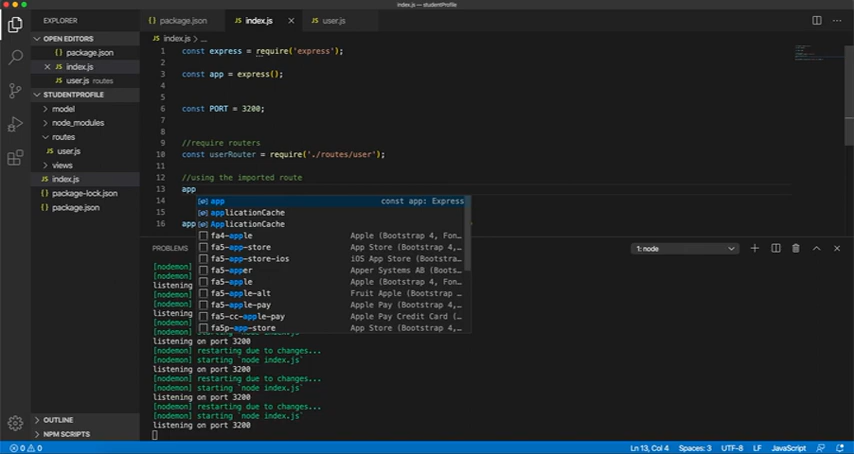 index.js — studentProfile
EXPLORER
OPEN EDITORS
package.json
index.js
user.js routes
STUDENTPROFILE
model
node_modules
routes
user.js
views
index.js
package-lock.json
package.json
OUTLINE
NPM SCRIPTS
package.json
index.js
user.js
index.js > ...
1 const express = require('express');
2
3 const app = express();
4
5
6 const PORT = 3200;
7
8
9 //require routers
10 const userRouter = require('./routes/user');
11
12 //using the imported route
13 app
14
15
16 app
app const app: Express
applicationCache
ApplicationCache
fa4-apple Apple (Bootstrap 4, Fon…
fa5-app-store App Store (Bootstrap 4,…
fa5-app-store-ios iOS App Store (Bootstra…
fa5-apper Apper Systems AB (Boots…
fa5-apple Apple (Bootstrap 4, Fon…
fa5-apple-alt Fruit Apple (Bootstrap …
fa5-apple-pay Apple Pay (Bootstrap 4,…
fa5-cc-apple-pay Apple Pay Credit Card (…
fa5p-app-store App Store (Bootstrap 4,…
PROBLEMS
1: node
[nodemon]
[nodemon]
listening
[nodemon]
[nodemon]
listening
[nodemon]
[nodemon] starting `node index.js`
listening on port 3200
[nodemon] restarting due to changes...
[nodemon] starting `node index.js`
listening on port 3200
[nodemon] restarting due to changes...
[nodemon] starting `node index.js`
listening on port 3200
[nodemon] restarting due to changes...
[nodemon] starting `node index.js`
listening on port 3200
0 0
Ln 13, Col 4
Spaces: 3
UTF-8
LF
JavaScript